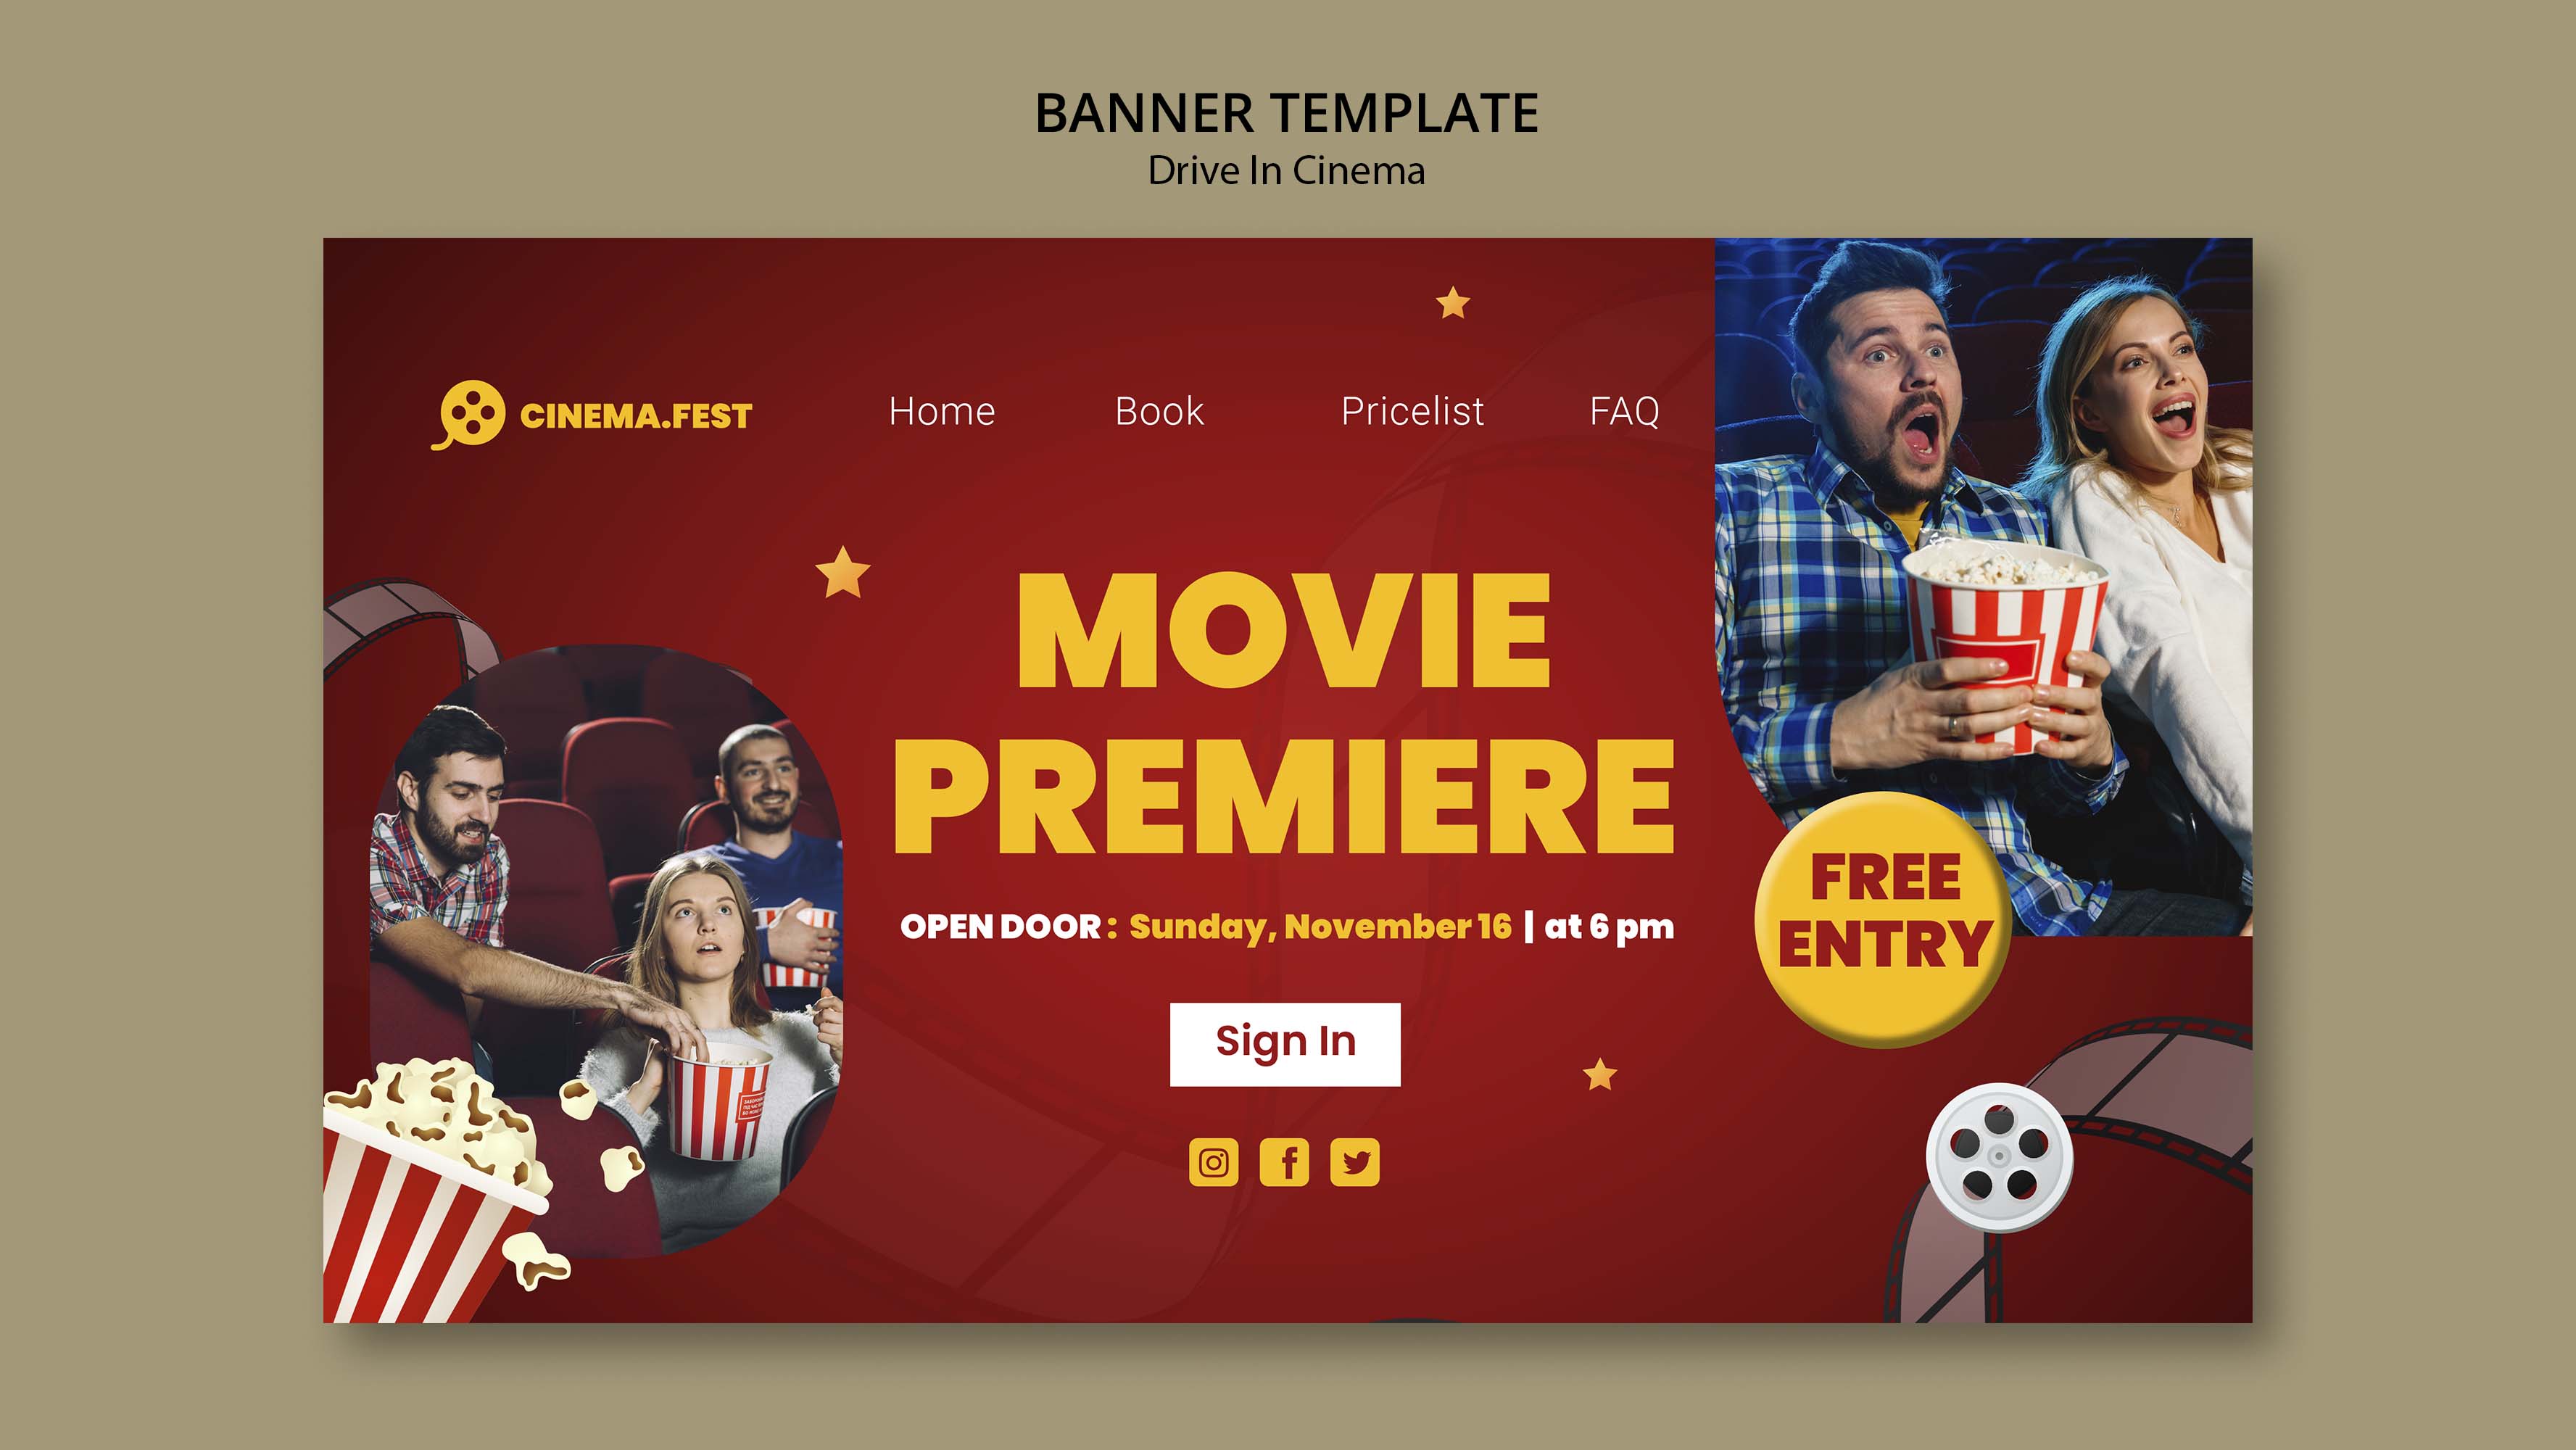 BANNER TEMPLATE
Drive In Cinema
CINEMA.FEST
Home Book Pricelist FAQ
MOVIE
PREMIERE
OPEN DOOR : Sunday, November 16 | at 6 pm
Sign In
FREE
ENTRY